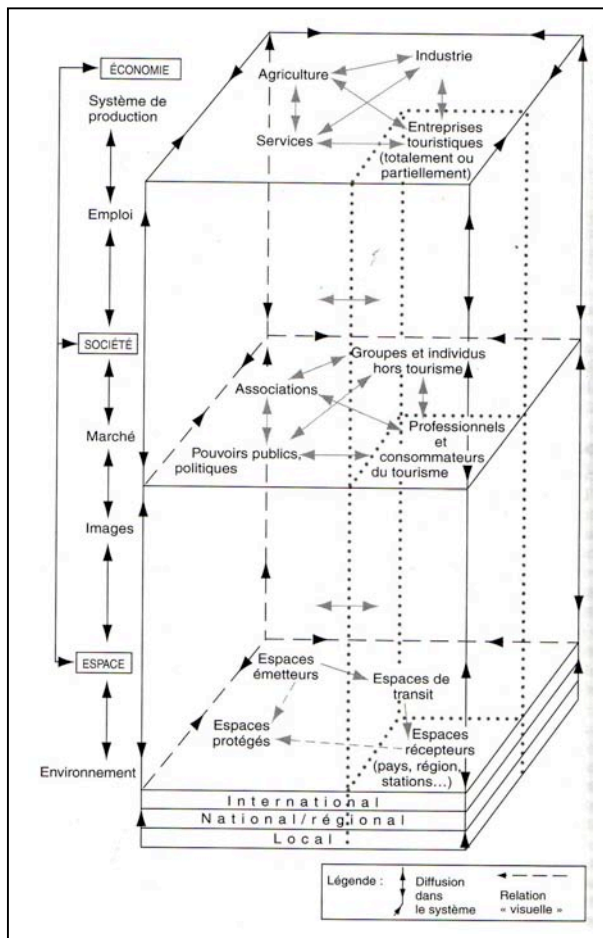 ÉCONOMIE
Système de
production
Emploi
SOCIÉTÉ
Marché
Images
ESPACE
Environnement
Industrie
Agriculture
Services
Entreprises
touristiques
(totalement ou
partiellement)
Groupes et individus
hors tourisme
Associations
Pouvoirs publics,
politiques
Professionnels
et
consommateurs
du tourisme
Espaces
émetteurs
Espaces de
transit
Espaces
protégés
Espaces
récepteurs
(pays, région,
stations...)
International
National/régional
Local
Légende :
Diffusion
dans
le système
Relation
« visuelle »